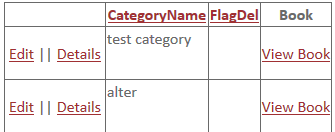 CategoryName FlagDel Book
test category
Edit || Details View Book
alter
Edit || Details View Book